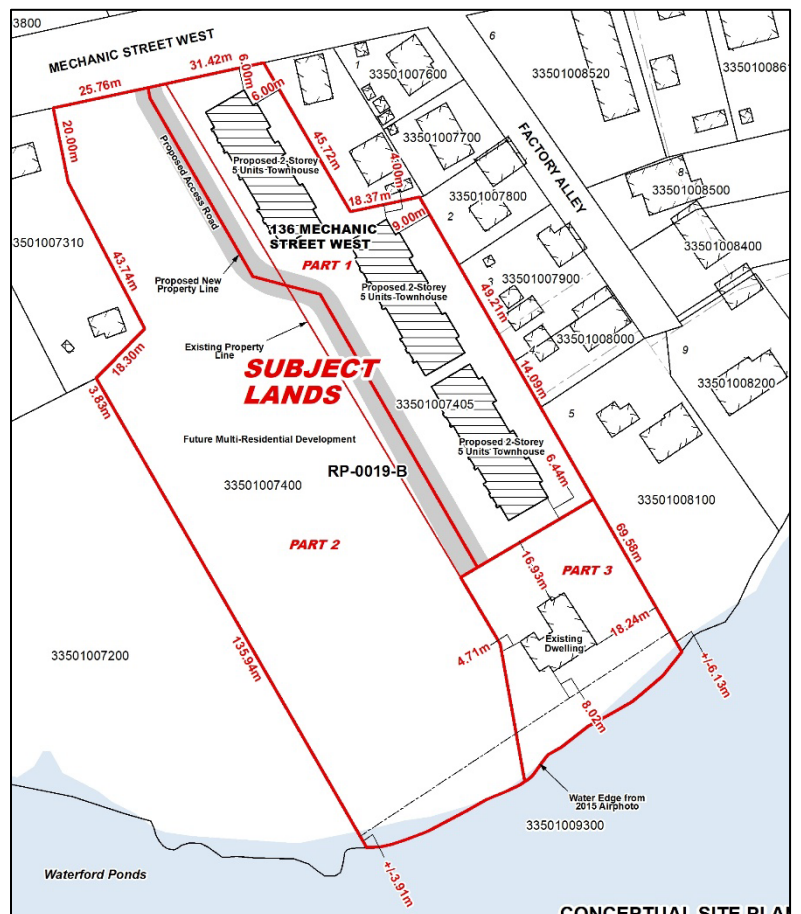 3800
MECHANIC STREET WEST
25.76m
31.42m
6.00m
6.00m
20.00m
1
33501007600
6
33501008520
3350100861
33501007700
FACTORY ALLEY
Proposed Access Road
Proposed 2-Storey
5 Units Townhouse
45.72m
4.00m
18.37m
9.00m
33501007800
2
8
33501008500
33501008400
3501007310
136 MECHANIC
STREET WEST
PART 1
43.74m
Proposed New
Property Line
Proposed 2-Storey
5 Units Townhouse
49.21m
3
33501007900
4
33501008000
Existing Property
Line
18.30m
3.83m
SUBJECT
LANDS
14.09m
9
33501008200
33501007405
5
Future Multi-Residential Development
Proposed 2-Storey
5 Units Townhouse
RP-0019-B
33501007400
6.44m
33501008100
PART 2
69.58m
16.93m
PART 3
18.24m
Existing
Dwelling
33501007200
135.94m
4.71m
+/-6.13m
8.02m
Water Edge from
2015 Airphoto
33501009300
Waterford Ponds
+/-3.91m
CONCEPTUAL SITE PLA